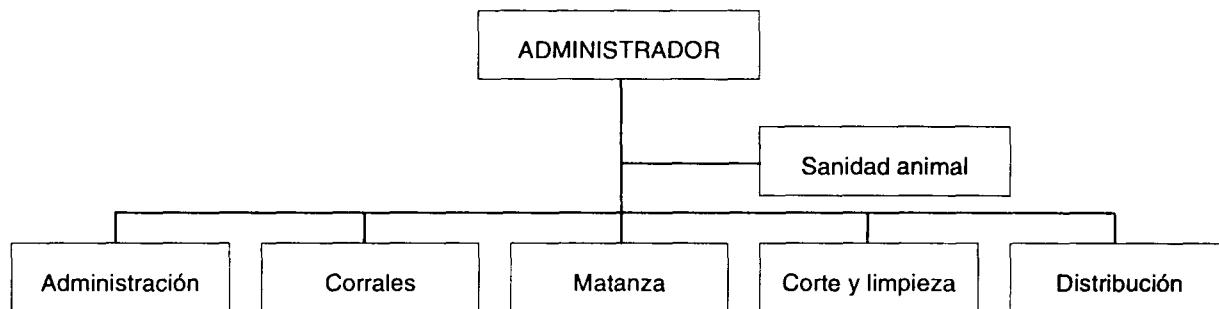 ADMINISTRADOR
Sanidad animal
Administración
Corrales
Matanza
Corte y limpieza
Distribución